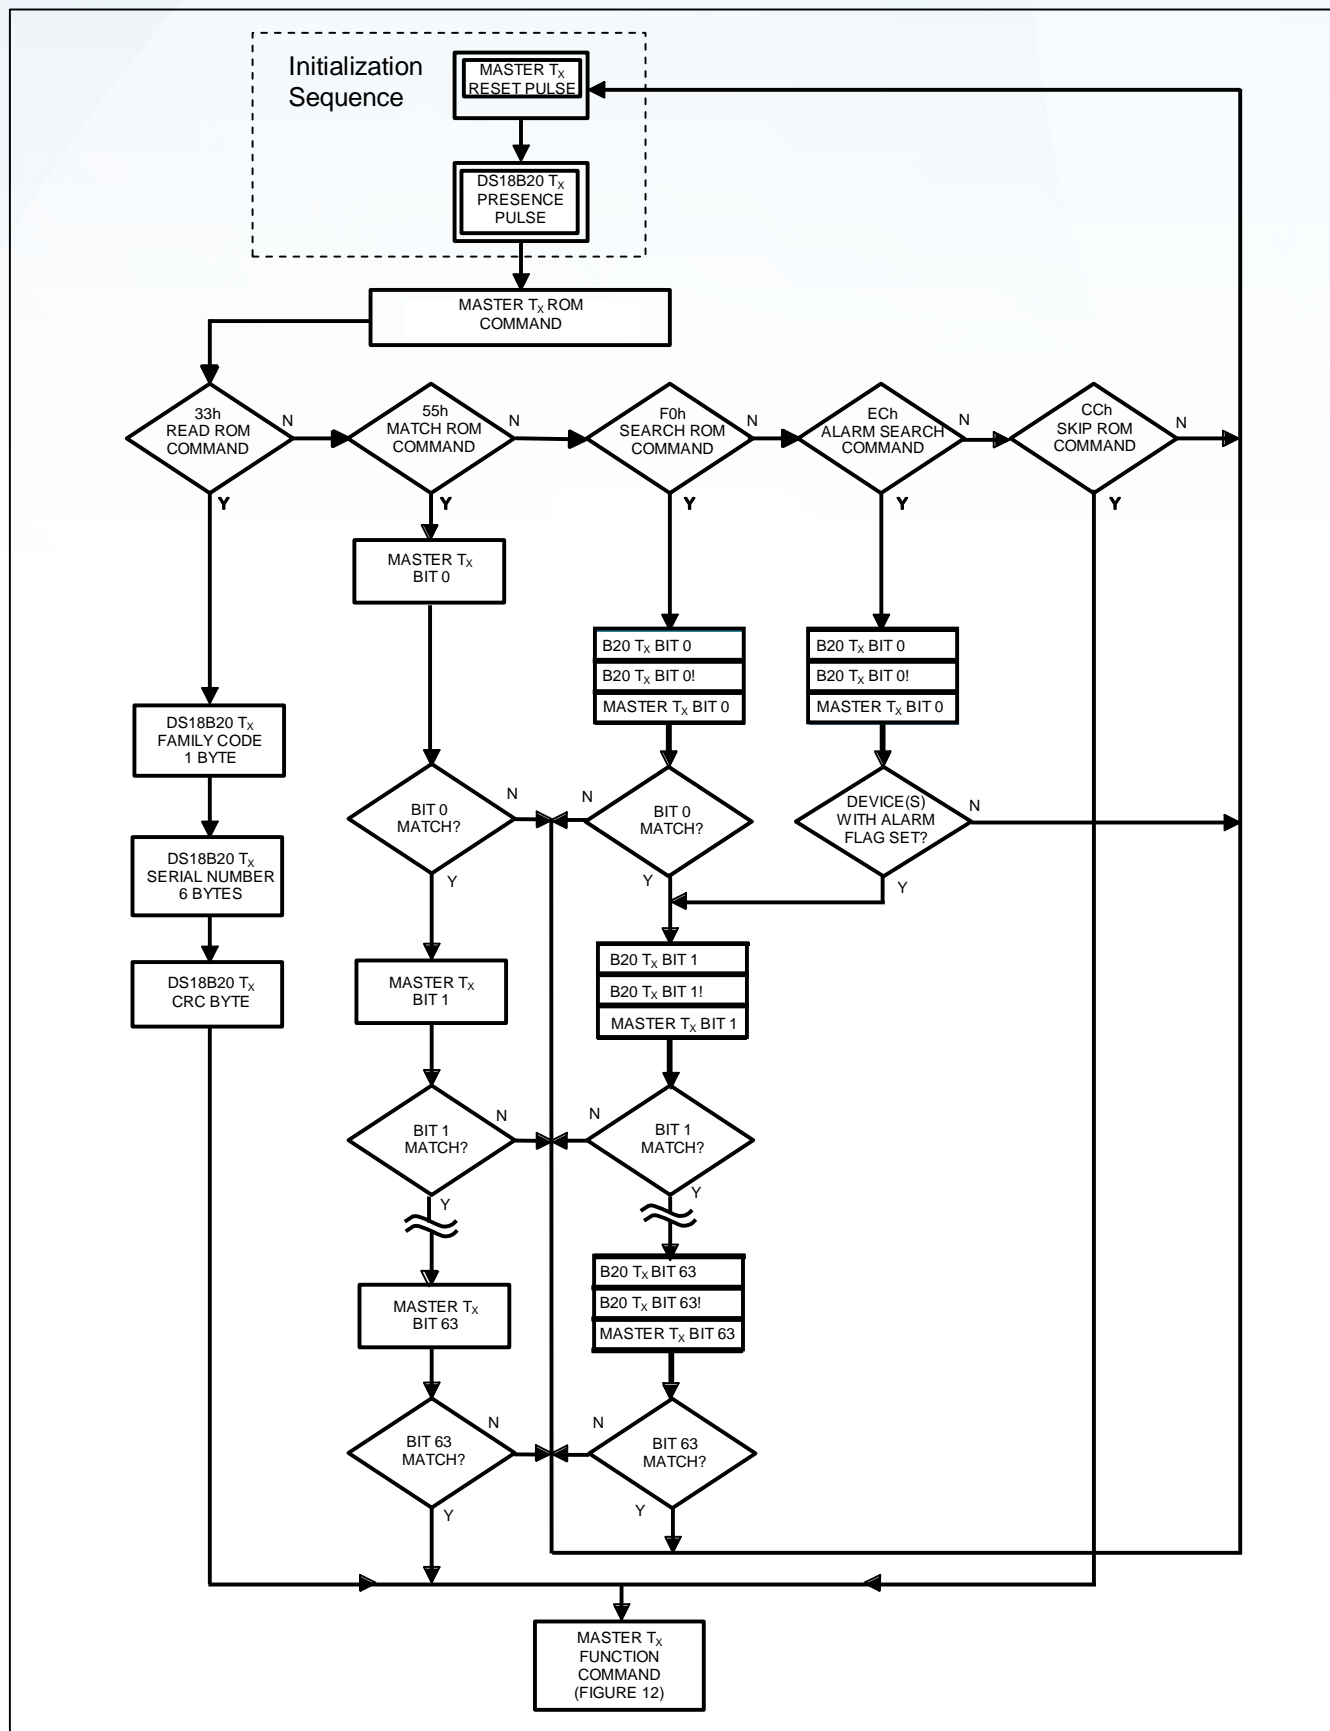 Initialization
Sequence
MASTER TX
RESET PULSE
DS18B20 TX
PRESENCE
PULSE
MASTER TX ROM
COMMAND
33h
READ ROM
COMMAND
N
Y
55h
MATCH ROM
COMMAND
N
Y
F0h
SEARCH ROM
COMMAND
N
Y
ECh
ALARM SEARCH
COMMAND
N
Y
CCh
SKIP ROM
COMMAND
N
Y
MASTER TX
BIT 0
B20 TX BIT 0
B20 TX BIT 0!
MASTER TX BIT 0
B20 TX BIT 0
B20 TX BIT 0!
MASTER TX BIT 0
DS18B20 TX
FAMILY CODE
1 BYTE
BIT 0
MATCH?
N
Y
N
BIT 0
MATCH?
Y
DEVICE(S)
WITH ALARM
FLAG SET?
N
Y
DS18B20 TX
SERIAL NUMBER
6 BYTES
DS18B20 TX
CRC BYTE
MASTER TX
BIT 1
B20 TX BIT 1
B20 TX BIT 1!
MASTER TX BIT 1
BIT 1
MATCH?
N
Y
N
BIT 1
MATCH?
Y
MASTER TX
BIT 63
B20 TX BIT 63
B20 TX BIT 63!
MASTER TX BIT 63
BIT 63
MATCH?
N
Y
N
BIT 63
MATCH?
Y
MASTER TX
FUNCTION
COMMAND
(FIGURE 12)